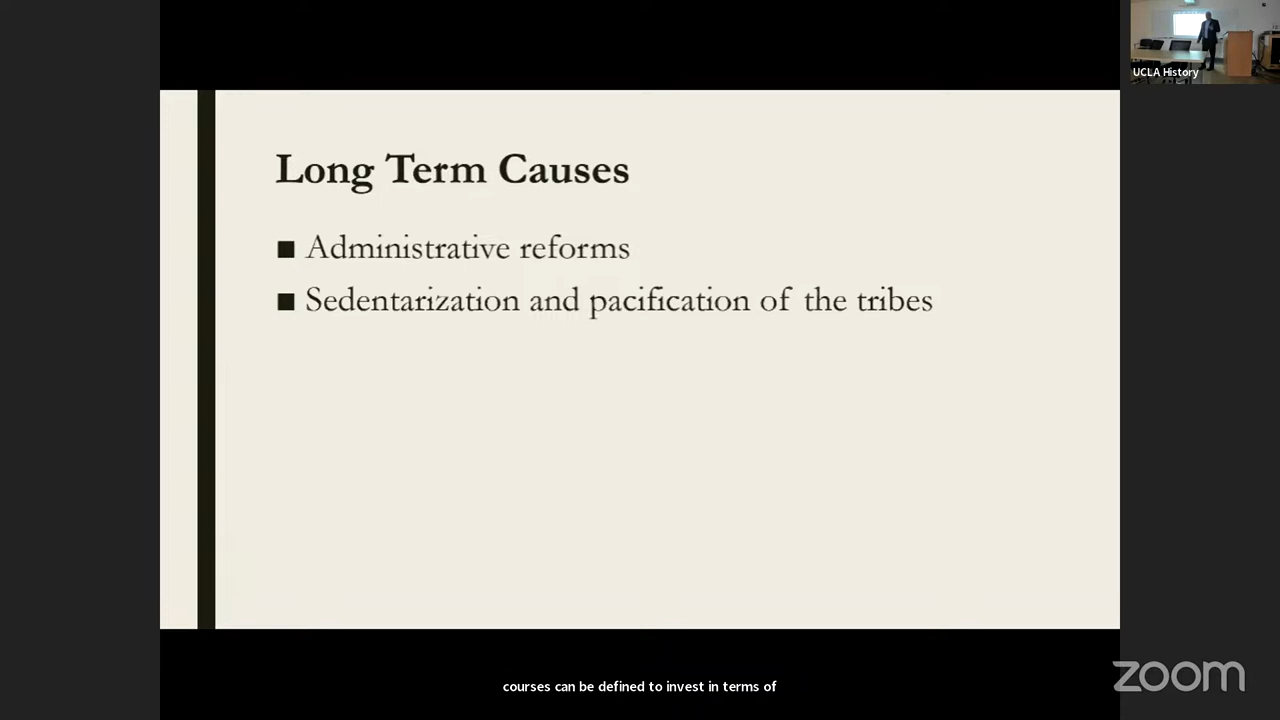 UCLA History
Long Term Causes
■ Administrative reforms
■ Sedentarization and pacification of the tribes
courses can be defined to invest in terms of
zoom